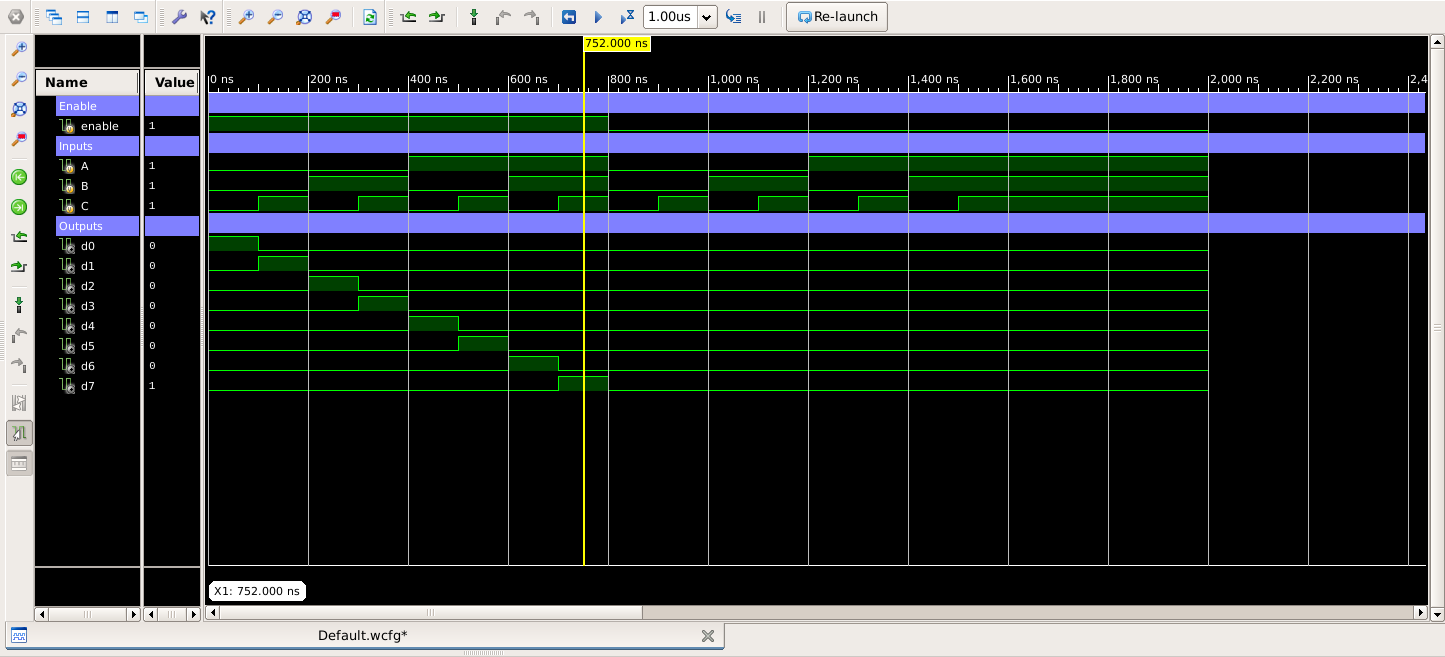 1.00us
Re-launch
752.000 ns
Name Value
0 ns 200 ns 400 ns 600 ns 800 ns 1,000 ns 1,200 ns 1,400 ns 1,600 ns 1,800 ns 2,000 ns 2,200 ns 2,4
Enable
enable 1
Inputs
A 1
B 1
C 1
Outputs
d0 0
d1 0
d2 0
d3 0
d4 0
d5 0
d6 0
d7 1
X1: 752.000 ns
Default.wcfg*